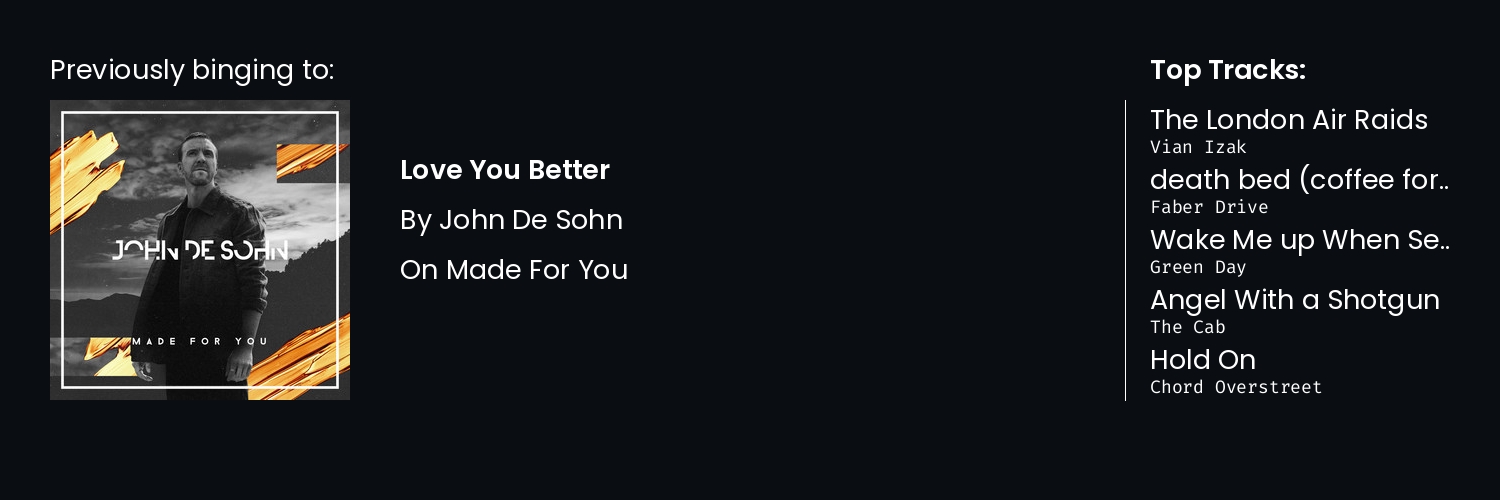 Previously binging to:
JOHN DE SOHN
MADE FOR YOU
Love You Better
By John De Sohn
On Made For You
Top Tracks:
The London Air Raids
Vian Izak
death bed (coffee for..
Faber Drive
Wake Me up When Se..
Green Day
Angel With a Shotgun
The Cab
Hold On
Chord Overstreet